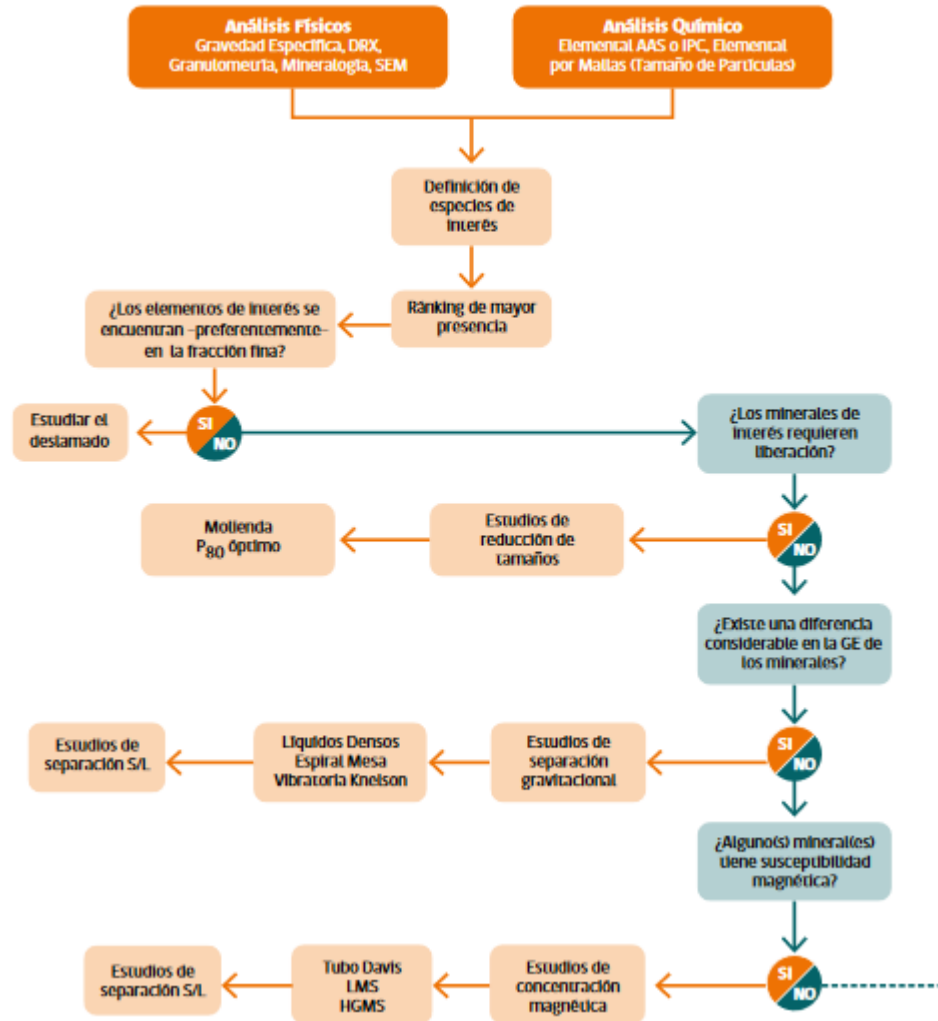 Análisis Físicos
Gravedad Específica, DRX,
Granulometría, Mineralogía, SEM
Análisis Químico
Elemental AAS o IPC, Elemental
por Mallas (Tamaño de Partículas)
Definición de
especies de
interés
Ránking de mayor
presencia
¿Los elementos de interés se
encuentran -preferentemente-
en la fracción fina?
SI
NO
Estudiar el
deslamado
¿Los minerales de
interés requieren
liberación?
SI
NO
Estudios de
reducción de
tamaños
Molienda
P80 óptimo
¿Existe una diferencia
considerable en la GE de
los minerales?
SI
NO
Estudios de
separación
gravitacional
Líquidos Densos
Espiral Mesa
Vibratoria Knelson
Estudios de
separación S/L
¿Alguno(s) mineral(es)
tiene susceptibilidad
magnética?
SI
NO
Estudios de
concentración
magnética
Tubo Davis
LMS
HGMS
Estudios de
separación S/L